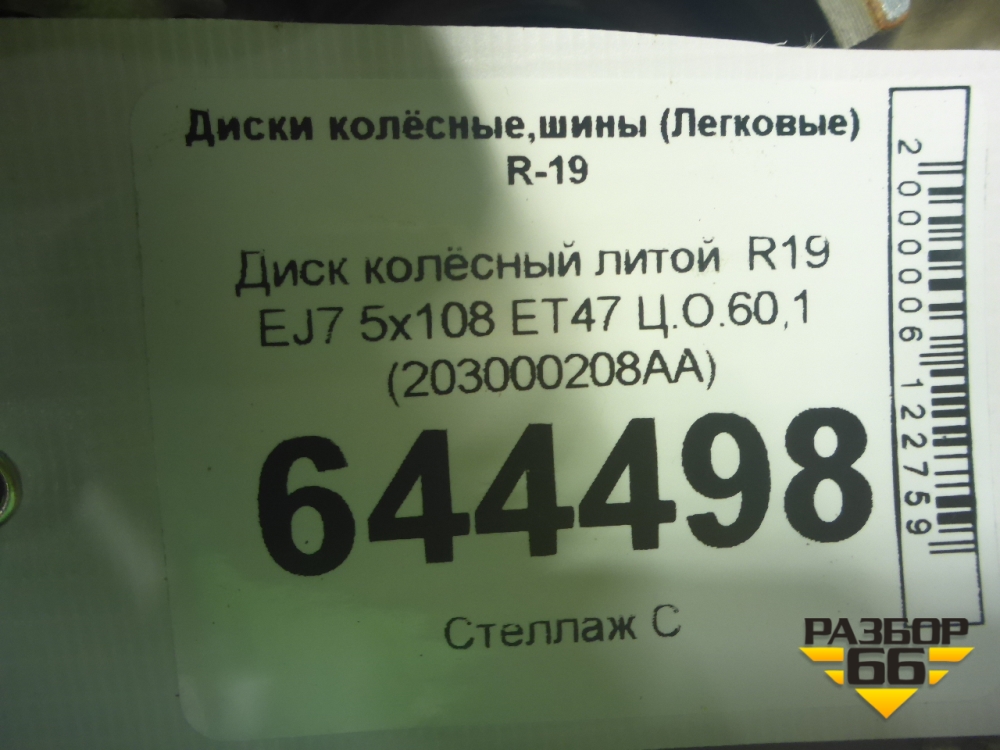 Диски колёсные,шины (Легковые)
R-19
Диск колёсный литой R19
EJ7 5x108 ET47 Ц.О.60,1
(203000208AA)
644498
Стеллаж С
2000006122759
РАЗБОР
66